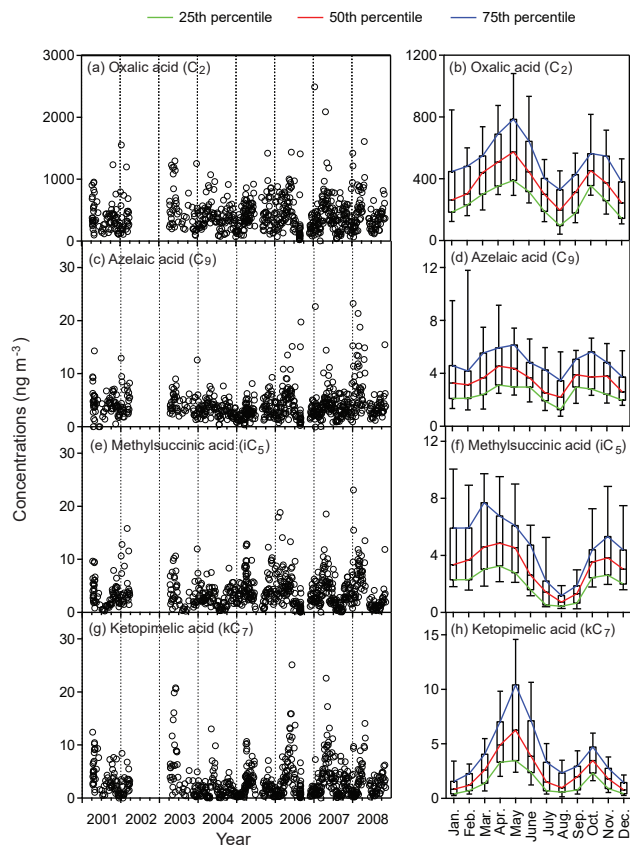 25th percentile 50th percentile 75th percentile
Concentrations (ng m-3)
(a) Oxalic acid (C2)
3000
2000
1000
0
(b) Oxalic acid (C2)
1200
800
400
0
(c) Azelaic acid (C9)
30
20
10
0
(d) Azelaic acid (C9)
12
8
4
0
(e) Methylsuccinic acid (iC5)
30
20
10
0
(f) Methylsuccinic acid (iC5)
12
8
4
0
(g) Ketopimelic acid (kC7)
30
20
10
0
2001 2002 2003 2004 2005 2006 2007 2008
Year
(h) Ketopimelic acid (kC7)
15
10
5
0
Jan.
Feb.
Mar.
Apr.
May
June
July
Aug.
Sep.
Oct.
Nov.
Dec.